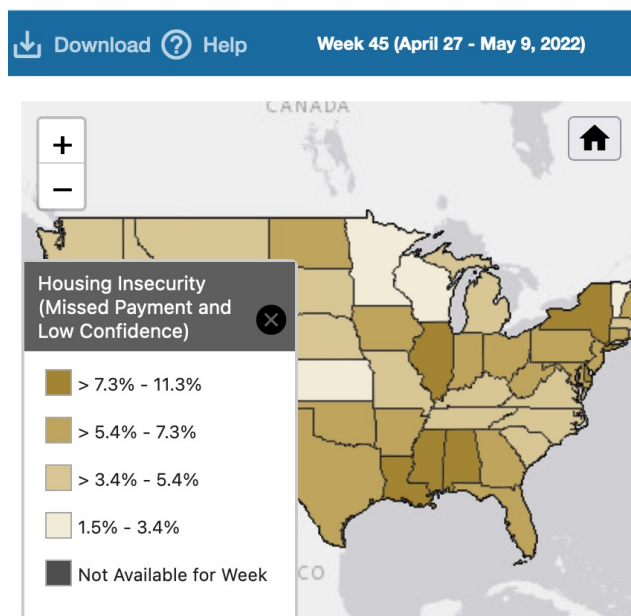 Download Help Week 45 (April 27 - May 9, 2022)
CANADA
+
−
Housing Insecurity
(Missed Payment and
Low Confidence)
> 7.3% - 11.3%
> 5.4% - 7.3%
> 3.4% - 5.4%
1.5% - 3.4%
Not Available for Week
CO